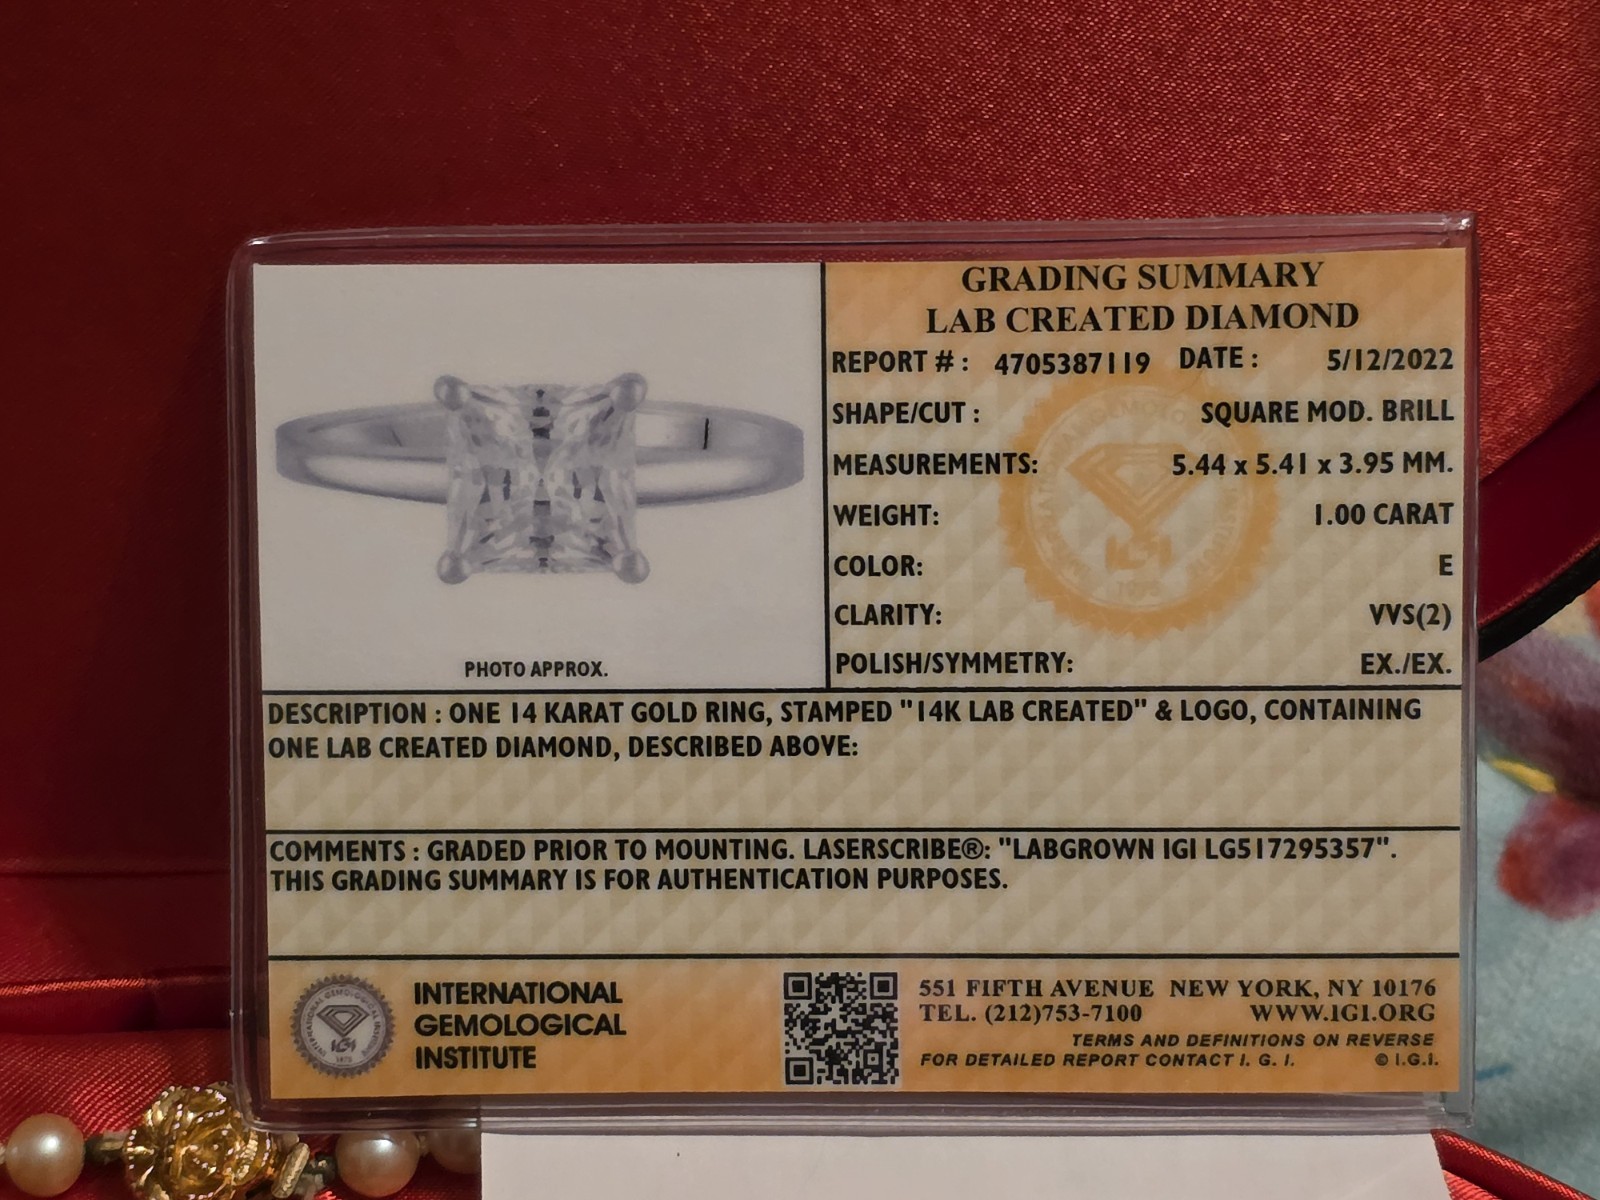 GRADING SUMMARY
LAB CREATED DIAMOND
REPORT # : 4705387119 DATE : 5/12/2022
SHAPE/CUT : SQUARE MOD. BRILL
MEASUREMENTS: 5.44 x 5.41 x 3.95 MM.
WEIGHT: 1.00 CARAT
COLOR: E
CLARITY: VVS(2)
POLISH/SYMMETRY: EX./EX.
PHOTO APPROX.
DESCRIPTION : ONE 14 KARAT GOLD RING, STAMPED "14K LAB CREATED" & LOGO, CONTAINING
ONE LAB CREATED DIAMOND, DESCRIBED ABOVE:
COMMENTS : GRADED PRIOR TO MOUNTING. LASERSCRIBE®: "LABGROWN IGI LG517295357".
THIS GRADING SUMMARY IS FOR AUTHENTICATION PURPOSES.
INTERNATIONAL
GEMOLOGICAL
INSTITUTE
551 FIFTH AVENUE NEW YORK, NY 10176
TEL. (212)753-7100 WWW.IGI.ORG
TERMS AND DEFINITIONS ON REVERSE
FOR DETAILED REPORT CONTACT I. G. I. © I.G.I.